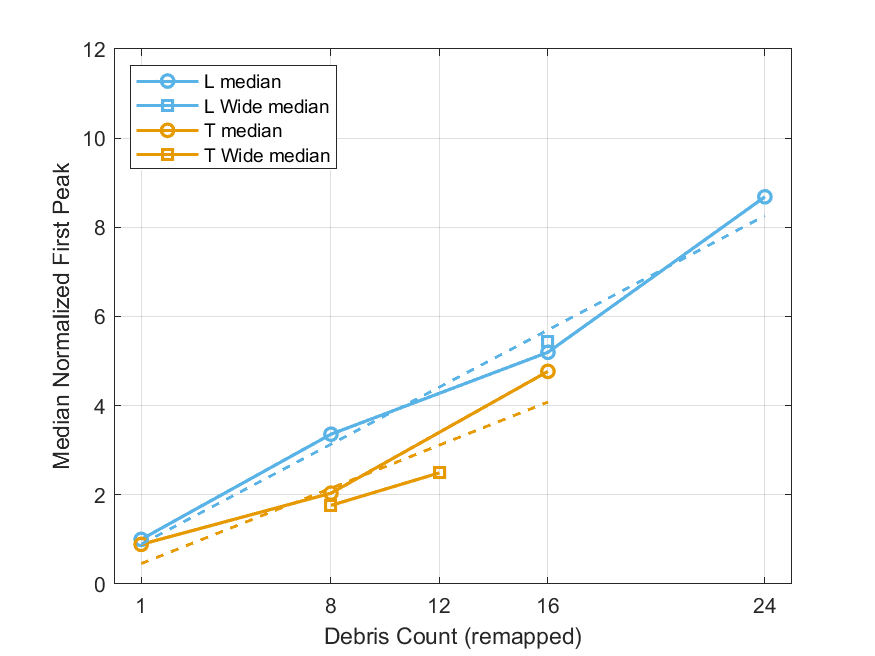 12
10
8
6
4
2
0
Median Normalized First Peak
L median
L Wide median
T median
T Wide median
1 8 12 16 24
Debris Count (remapped)